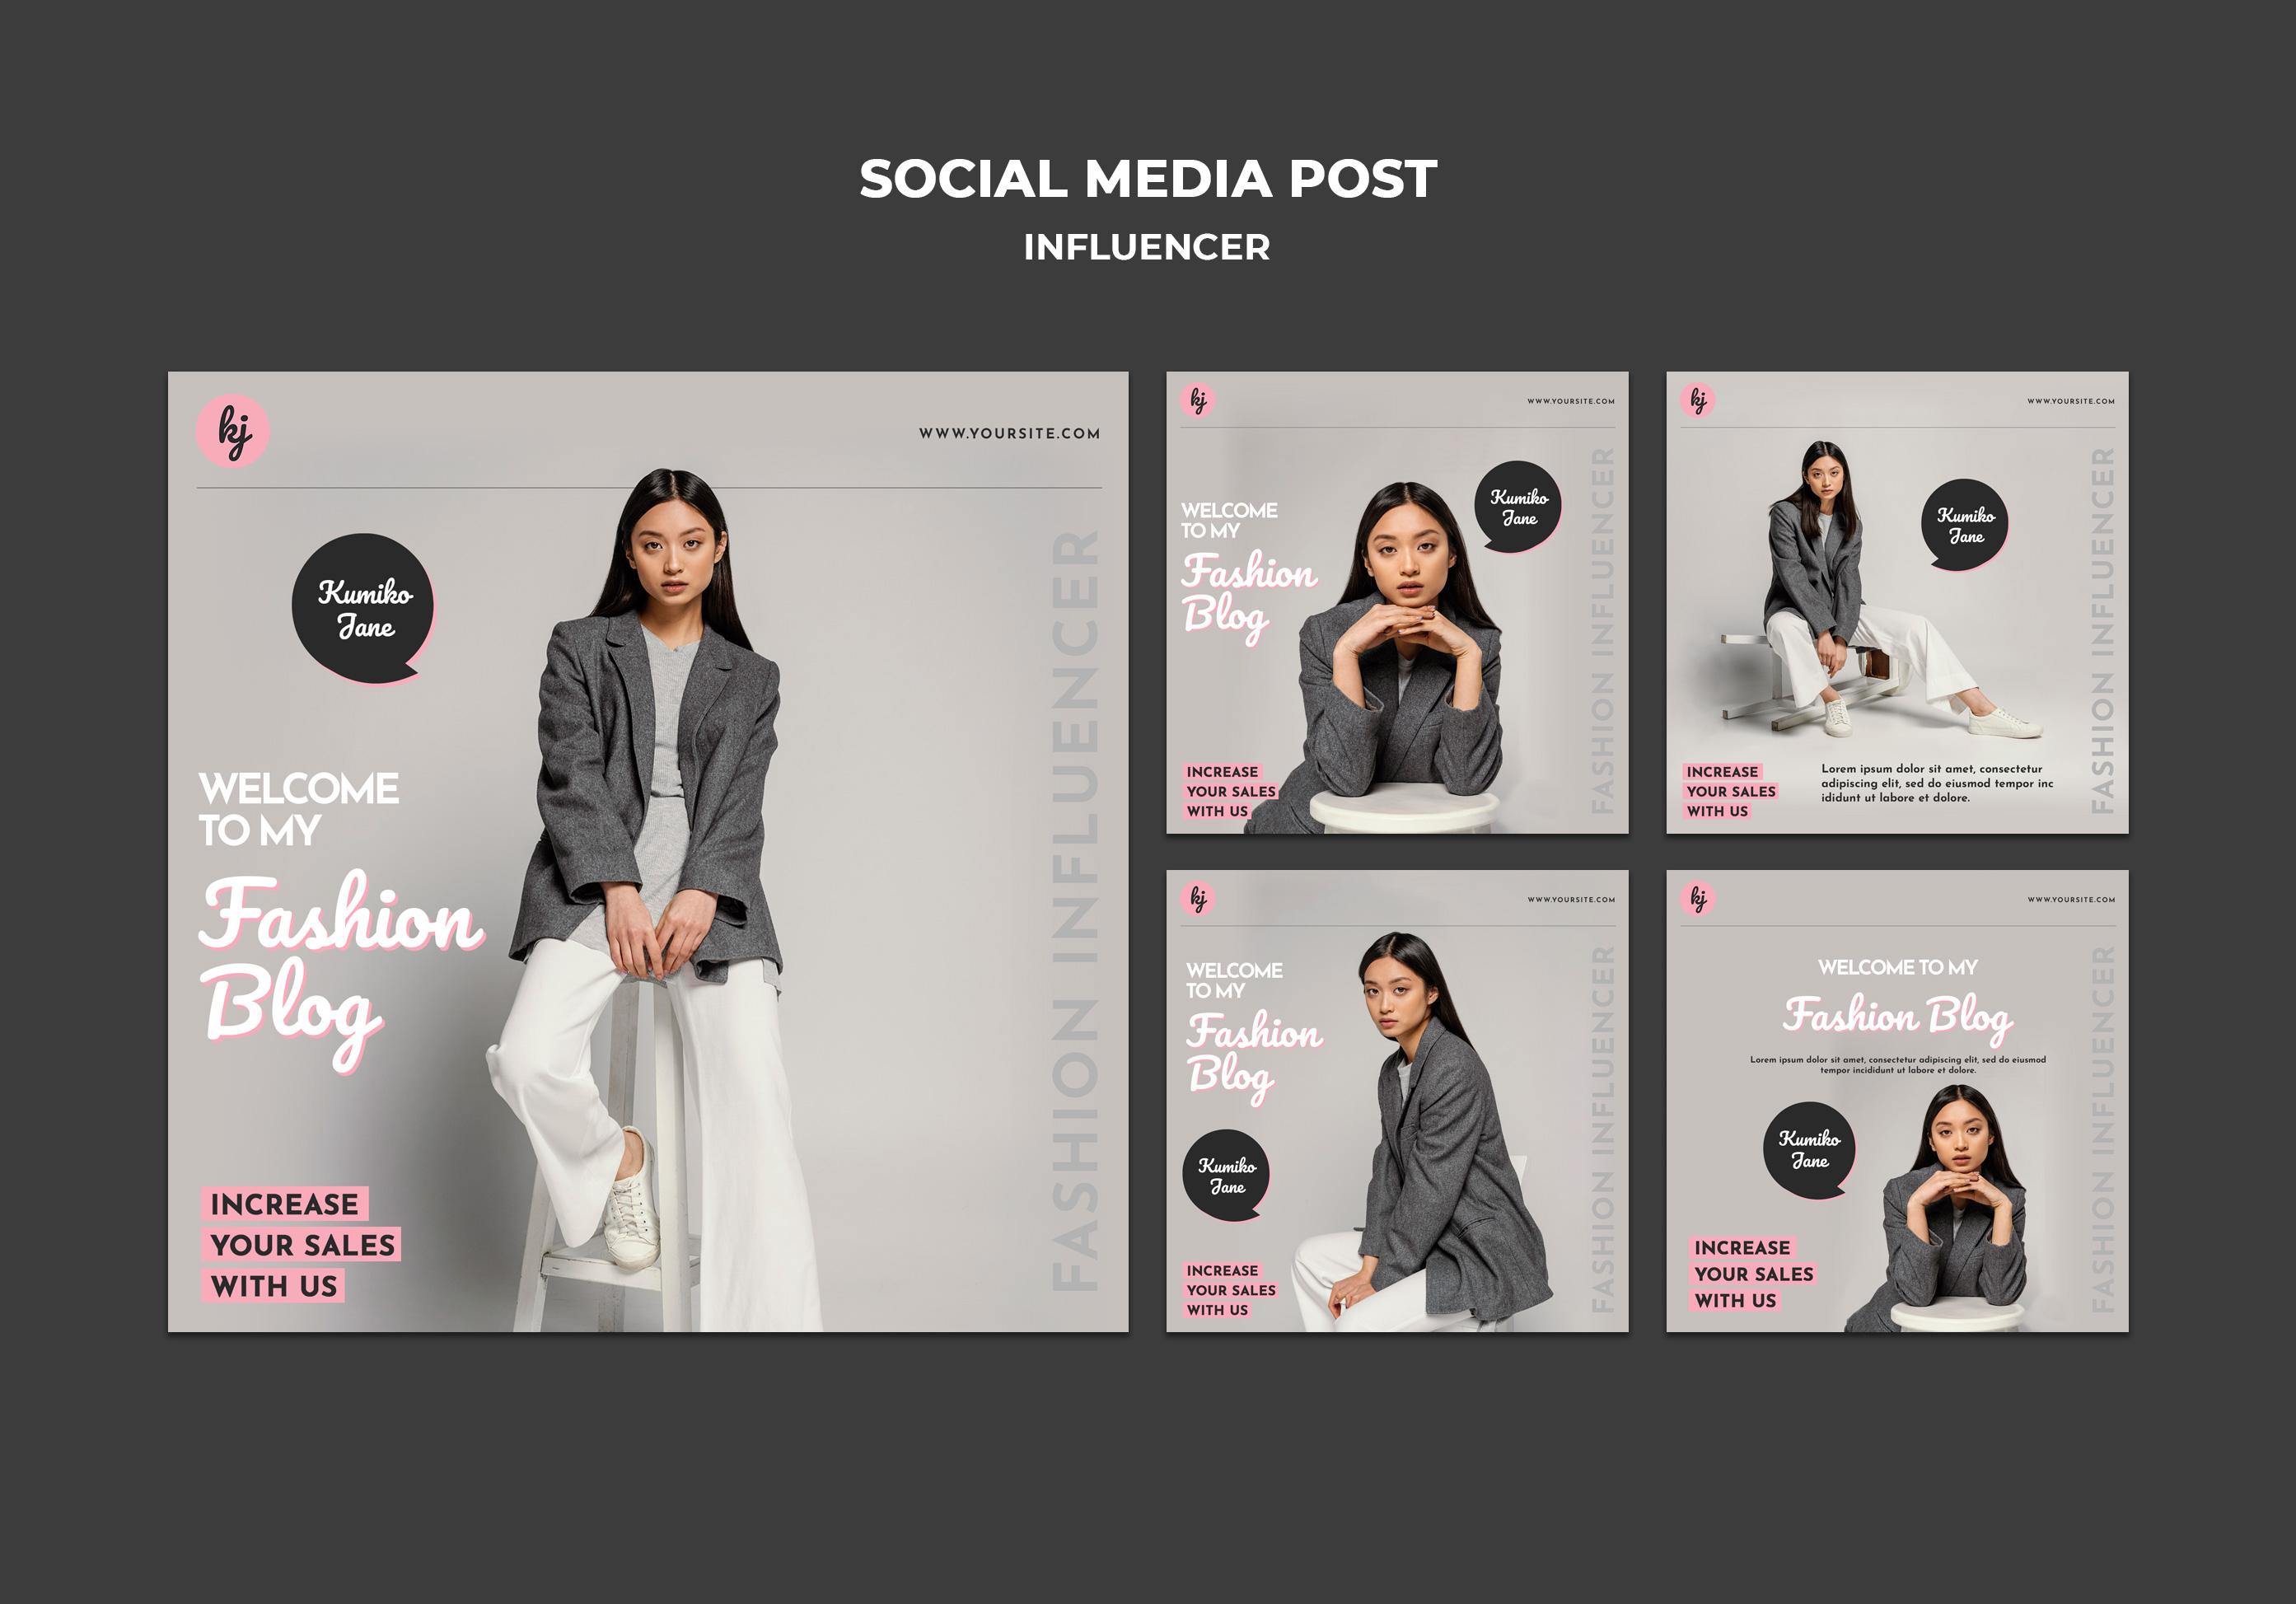 SOCIAL MEDIA POST
INFLUENCER
kj
WWW.YOURSITE.COM
Kumiko
Jane
WELCOME
TO MY
Fashion
Blog
INCREASE
YOUR SALES
WITH US
FASHION INFLUENCER
kj
WWW.YOURSITE.COM
WELCOME
TO MY
Fashion
Blog
Kumiko
Jane
INCREASE
YOUR SALES
WITH US
FASHION INFLUENCER
kj
WWW.YOURSITE.COM
Kumiko
Jane
INCREASE
YOUR SALES
WITH US
Lorem ipsum dolor sit amet, consectetur
adipiscing elit, sed do eiusmod tempor inc
ididunt ut labore et dolore.
FASHION INFLUENCER
kj
WWW.YOURSITE.COM
WELCOME
TO MY
Fashion
Blog
Kumiko
Jane
INCREASE
YOUR SALES
WITH US
FASHION INFLUENCER
kj
WWW.YOURSITE.COM
WELCOME TO MY
Fashion Blog
Lorem ipsum dolor sit amet, consectetur adipiscing elit, sed do eiusmod
tempor incididunt ut labore et dolore.
Kumiko
Jane
INCREASE
YOUR SALES
WITH US
FASHION INFLUENCER